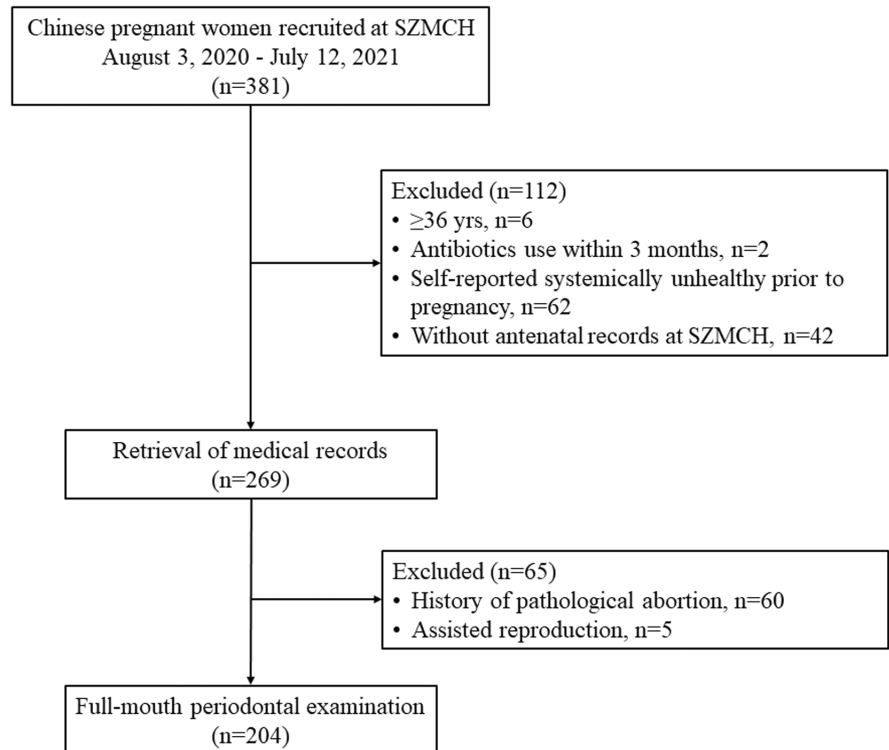 Chinese pregnant women recruited at SZMCH
August 3, 2020 - July 12, 2021
(n=381)
Excluded (n=112)
• ≥36 yrs, n=6
• Antibiotics use within 3 months, n=2
• Self-reported systemically unhealthy prior to
pregnancy, n=62
• Without antenatal records at SZMCH, n=42
Retrieval of medical records
(n=269)
Excluded (n=65)
• History of pathological abortion, n=60
• Assisted reproduction, n=5
Full-mouth periodontal examination
(n=204)